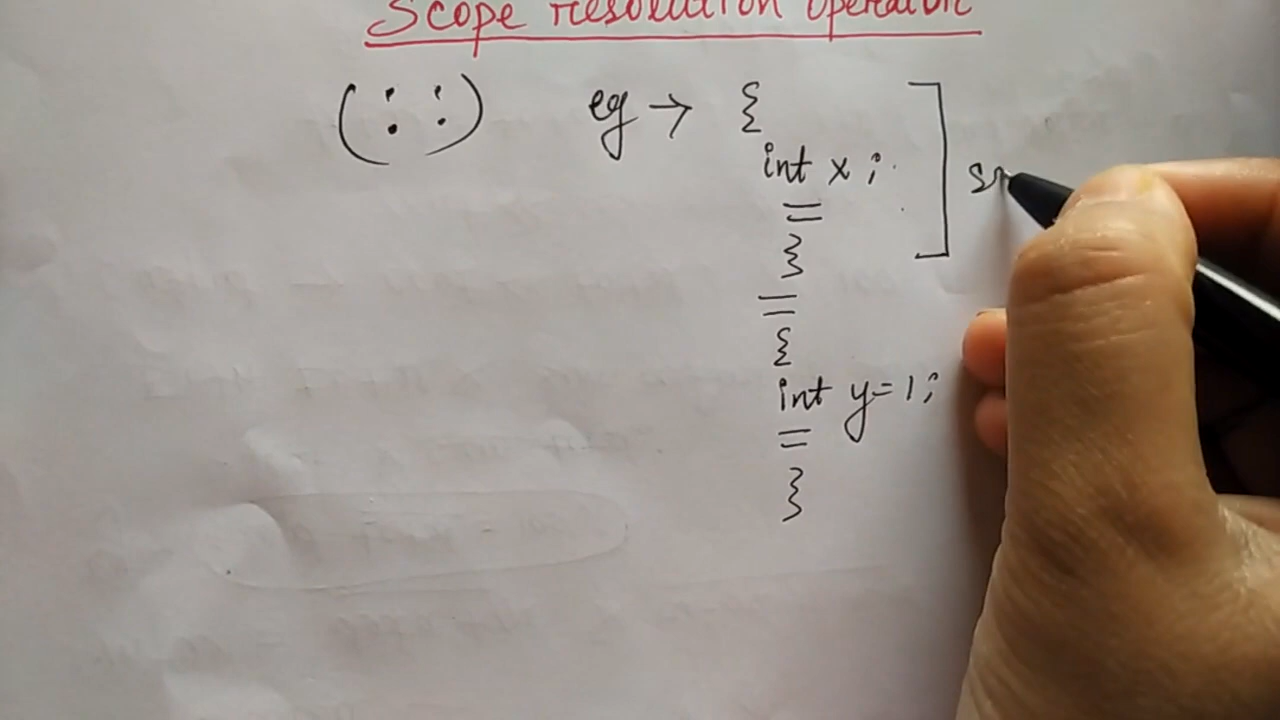 Scope resolution operator
(::) eg → {
int x ;
=
}
=
{
int y = 1 ;
=
}